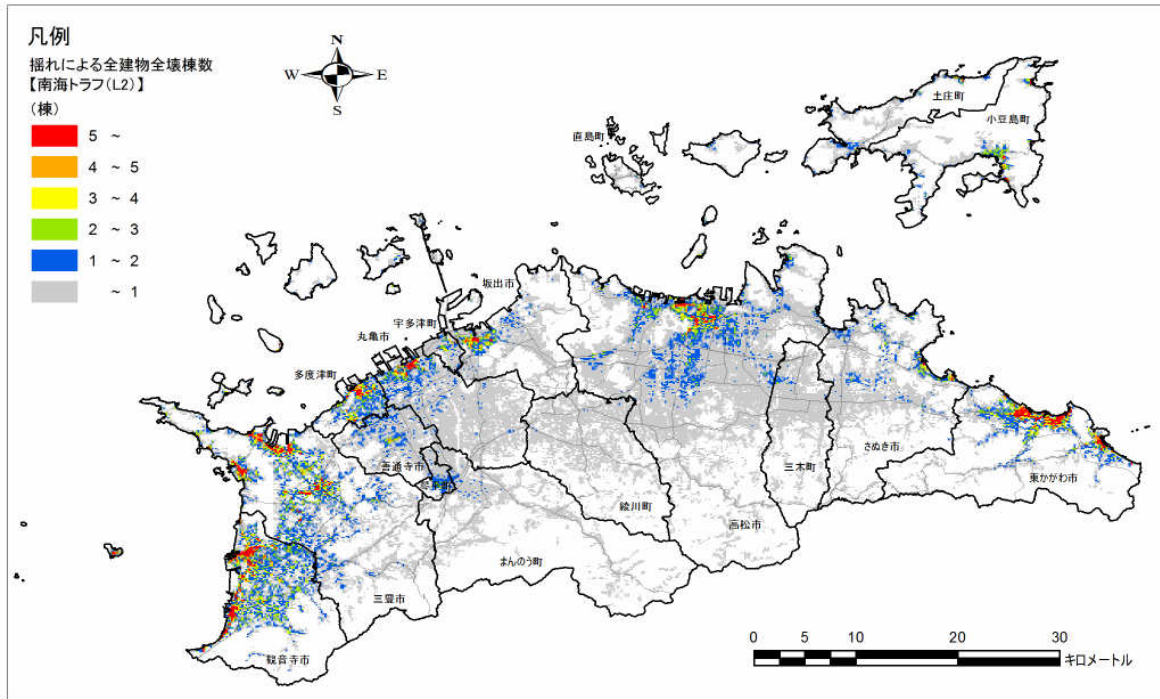 凡例
揺れによる全建物全壊棟数
【南海トラフ(L2)】
(棟)
5 ~
4 ~ 5
3 ~ 4
2 ~ 3
1 ~ 2
~ 1
N
W E
S
土庄町
小豆島町
直島町
坂出市
宇多津町
丸亀市
多度津町
善通寺市
さぬき市
三木町
東かがわ市
綾川町
高松市
まんのう町
三豊市
観音寺市
0 5 10 20 30
キロメートル